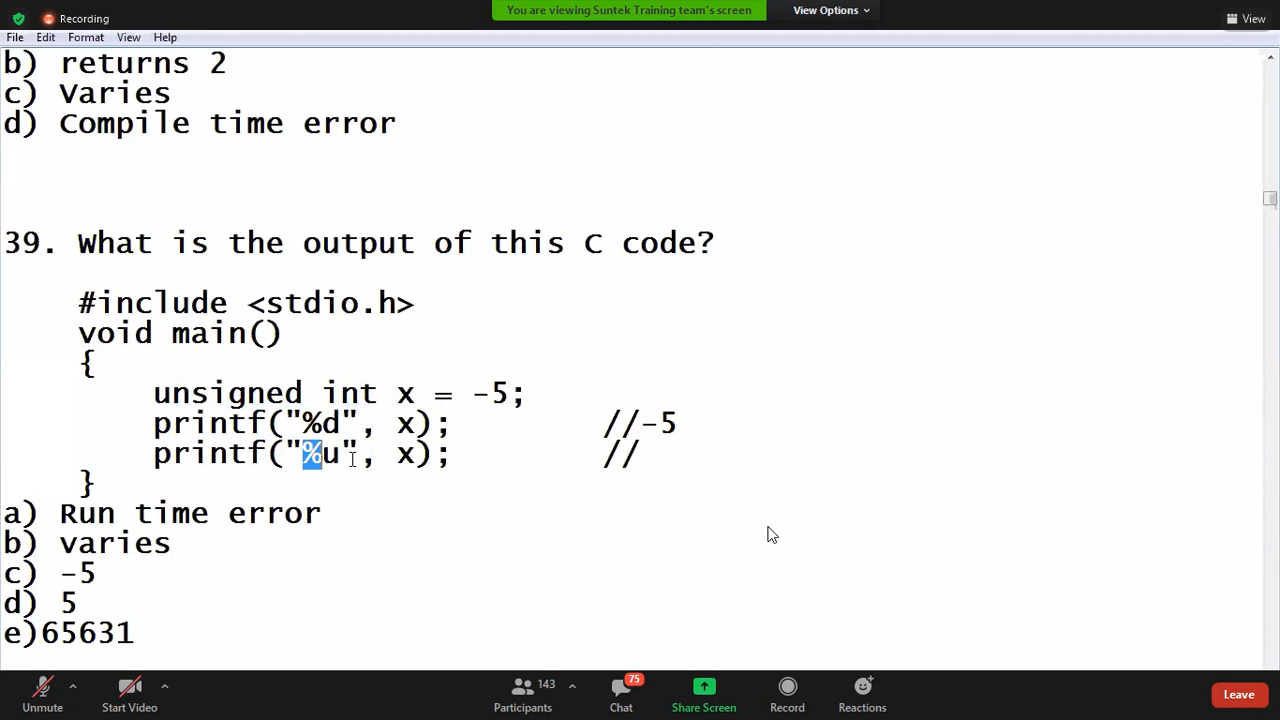 Recording
You are viewing Suntek Training team's screen
View Options
View
File Edit Format View Help
b) returns 2
c) Varies
d) Compile time error
39. What is the output of this C code?
#include <stdio.h>
void main()
{
unsigned int x = -5;
printf("%d", x); //-5
printf("%u", x); //
}
a) Run time error
b) varies
c) -5
d) 5
e)65631
143
75
Unmute
Start Video
Participants
Chat
Share Screen
Record
Reactions
Leave